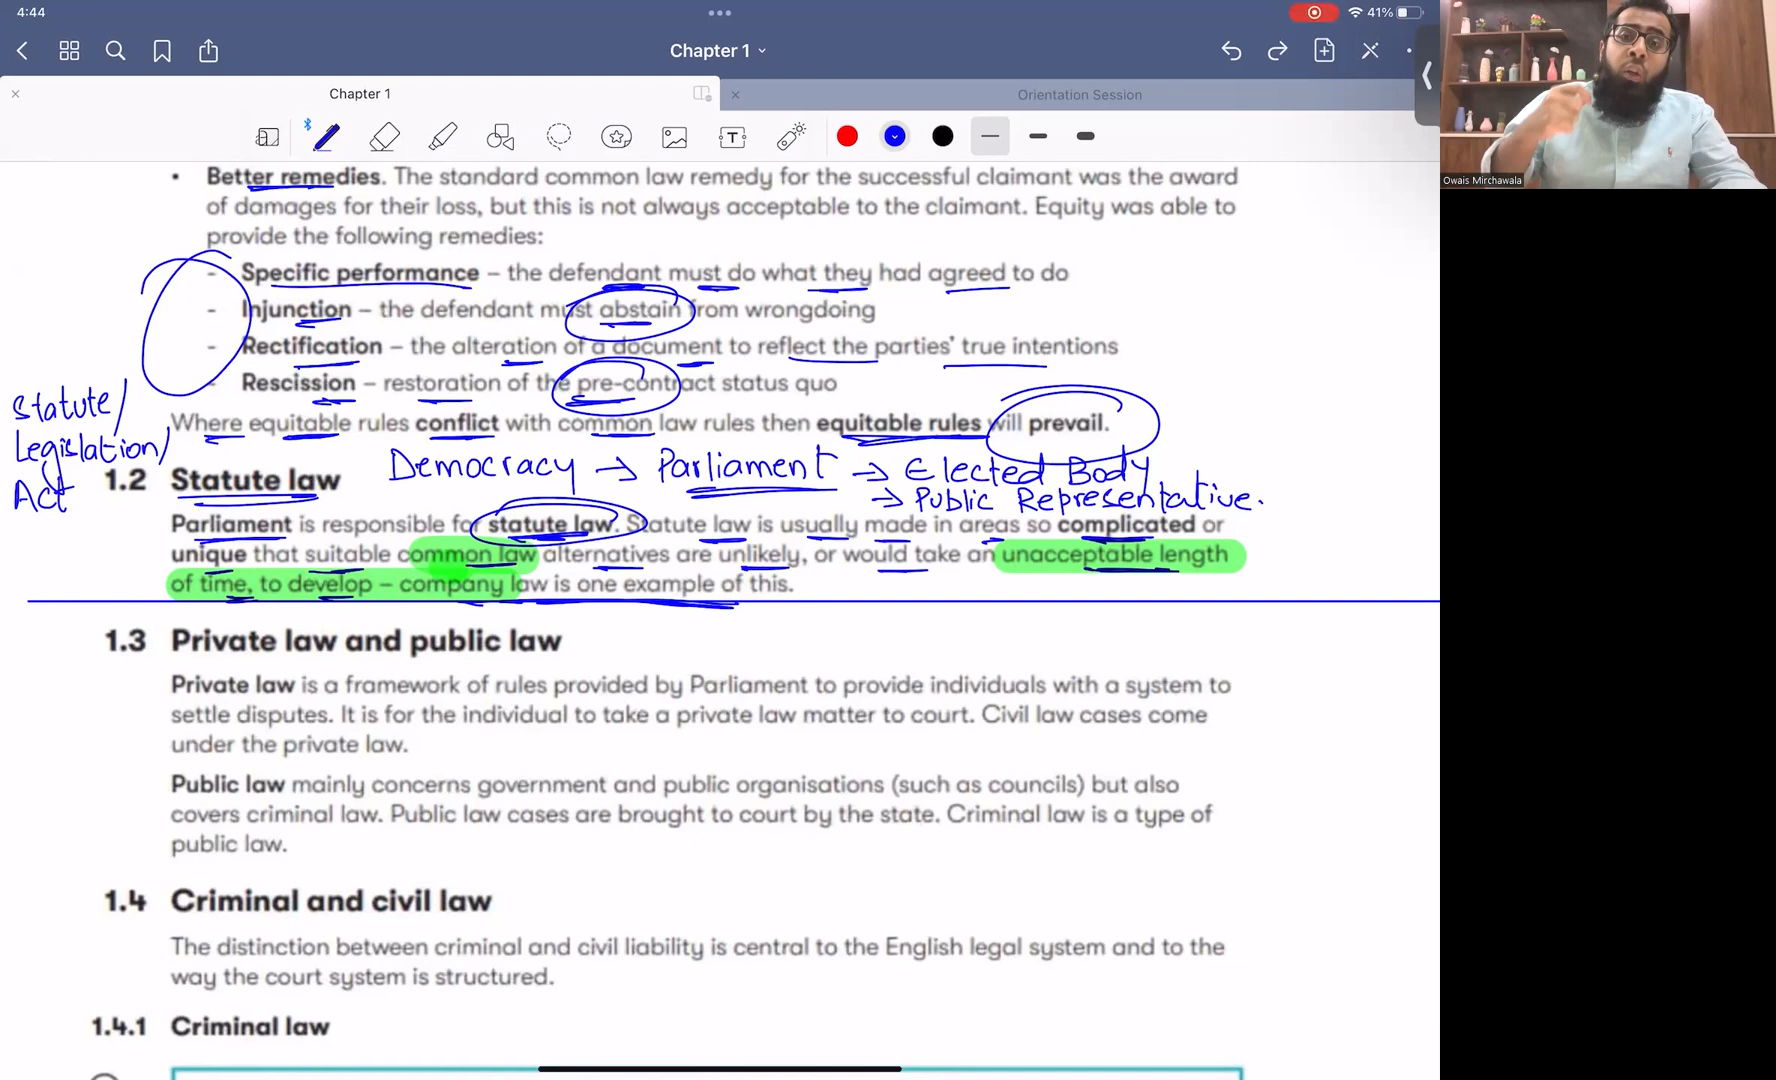 4:44
41%
Chapter 1
Chapter 1
Orientation Session
Owais Mirchawala
• Better remedies. The standard common law remedy for the successful claimant was the award
of damages for their loss, but this is not always acceptable to the claimant. Equity was able to
provide the following remedies:
- Specific performance – the defendant must do what they had agreed to do
- Injunction – the defendant must abstain from wrongdoing
- Rectification – the alteration of a document to reflect the parties' true intentions
- Rescission – restoration of the pre-contract status quo
Where equitable rules conflict with common law rules then equitable rules will prevail.
Statute/
Legislation/
Act
1.2 Statute law
Democracy → Parliament → Elected Body
→ Public Representative.
Parliament is responsible for statute law. Statute law is usually made in areas so complicated or
unique that suitable common law alternatives are unlikely, or would take an unacceptable length
of time, to develop – company law is one example of this.
1.3 Private law and public law
Private law is a framework of rules provided by Parliament to provide individuals with a system to
settle disputes. It is for the individual to take a private law matter to court. Civil law cases come
under the private law.
Public law mainly concerns government and public organisations (such as councils) but also
covers criminal law. Public law cases are brought to court by the state. Criminal law is a type of
public law.
1.4 Criminal and civil law
The distinction between criminal and civil liability is central to the English legal system and to the
way the court system is structured.
1.4.1 Criminal law